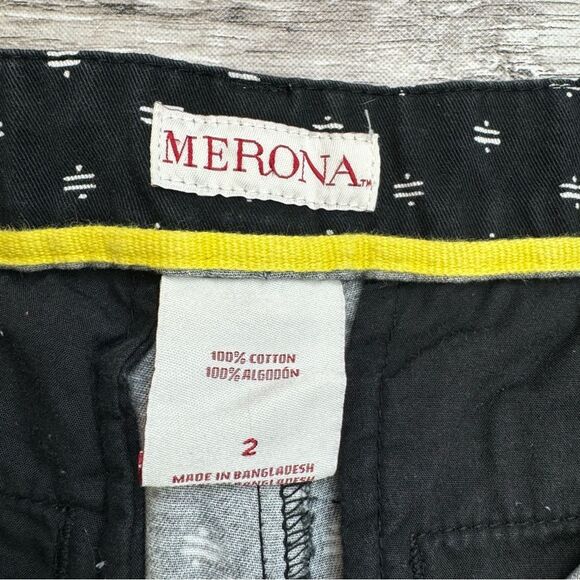 MERONA™
100% COTTON
100% ALGODÓN
2
MADE IN BANGLADESH